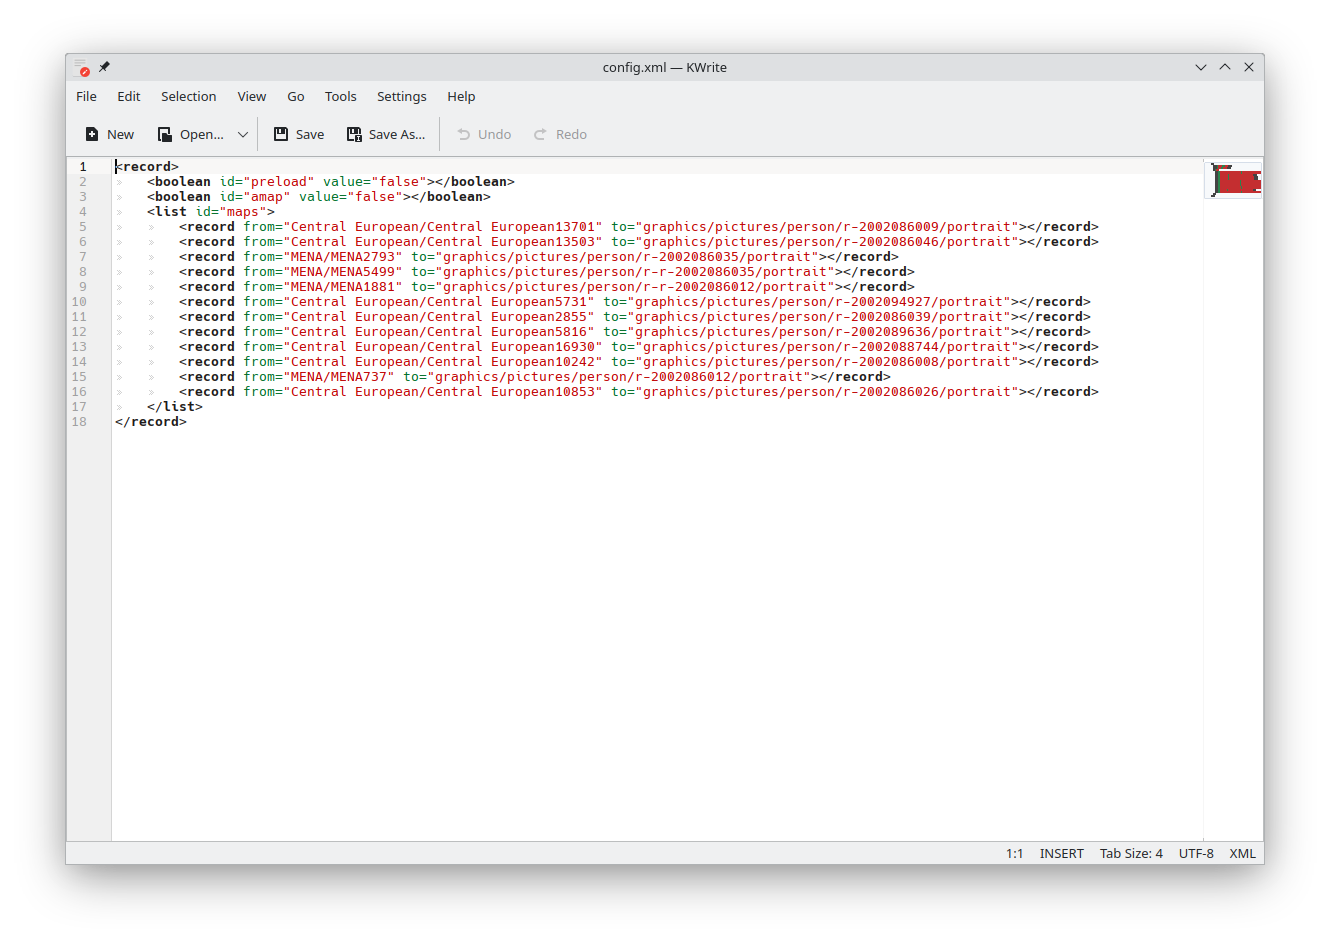 config.xml — KWrite
File Edit Selection View Go Tools Settings Help
New Open... Save Save As... Undo Redo
1 <record>
2 <boolean id="preload" value="false"></boolean>
3 <boolean id="amap" value="false"></boolean>
4 <list id="maps">
5 <record from="Central European/Central European13701" to="graphics/pictures/person/r-2002086009/portrait"></record>
6 <record from="Central European/Central European13503" to="graphics/pictures/person/r-2002086046/portrait"></record>
7 <record from="MENA/MENA2793" to="graphics/pictures/person/r-2002086035/portrait"></record>
8 <record from="MENA/MENA5499" to="graphics/pictures/person/r-r-2002086035/portrait"></record>
9 <record from="MENA/MENA1881" to="graphics/pictures/person/r-r-2002086012/portrait"></record>
10 <record from="Central European/Central European5731" to="graphics/pictures/person/r-2002094927/portrait"></record>
11 <record from="Central European/Central European2855" to="graphics/pictures/person/r-2002086039/portrait"></record>
12 <record from="Central European/Central European5816" to="graphics/pictures/person/r-2002089636/portrait"></record>
13 <record from="Central European/Central European16930" to="graphics/pictures/person/r-2002088744/portrait"></record>
14 <record from="Central European/Central European10242" to="graphics/pictures/person/r-2002086008/portrait"></record>
15 <record from="MENA/MENA737" to="graphics/pictures/person/r-2002086012/portrait"></record>
16 <record from="Central European/Central European10853" to="graphics/pictures/person/r-2002086026/portrait"></record>
17 </list>
18 </record>
1:1 INSERT Tab Size: 4 UTF-8 XML